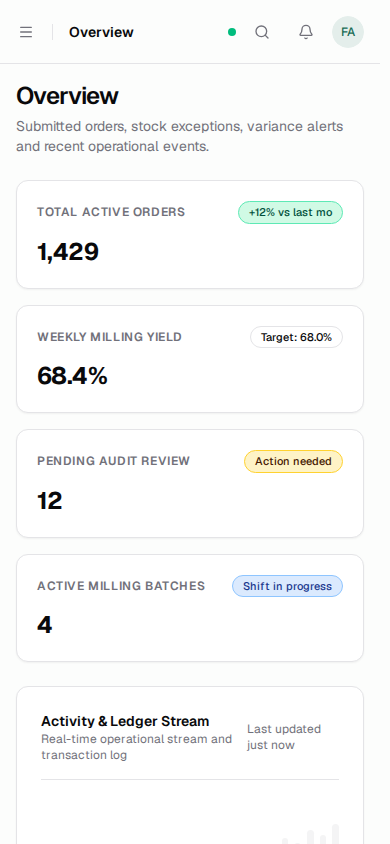 Overview
FA
Overview
Submitted orders, stock exceptions, variance alerts
and recent operational events.
TOTAL ACTIVE ORDERS
+12% vs last mo
1,429
WEEKLY MILLING YIELD
Target: 68.0%
68.4%
PENDING AUDIT REVIEW
Action needed
12
ACTIVE MILLING BATCHES
Shift in progress
4
Activity & Ledger Stream
Real-time operational stream and
transaction log
Last updated
just now